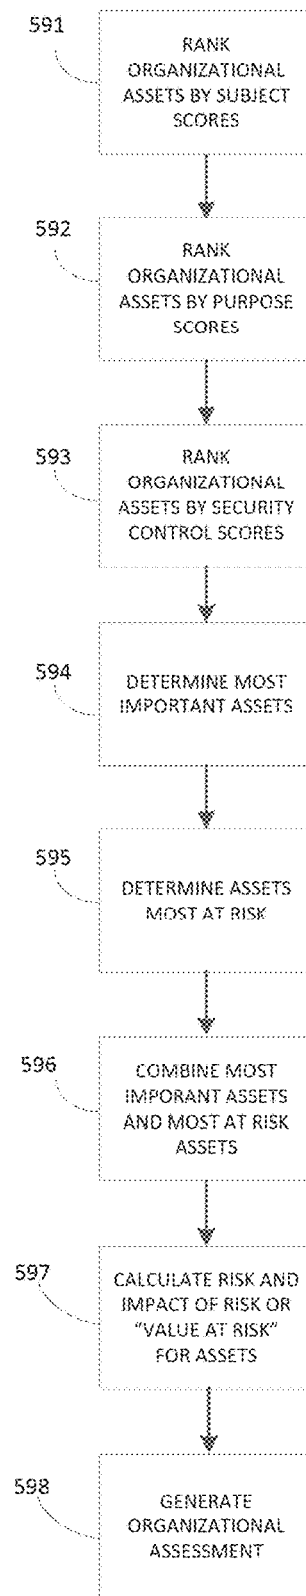 591
RANK
ORGANIZATIONAL
ASSETS BY SUBJECT
SCORES
592
RANK
ORGANIZATIONAL
ASSETS BY PURPOSE
SCORES
593
RANK
ORGANIZATIONAL
ASSETS BY SECURITY
CONTROL SCORES
594
DETERMINE MOST
IMPORTANT ASSETS
595
DETERMINE ASSETS
MOST AT RISK
596
COMBINE MOST
IMPORANT ASSETS
AND MOST AT RISK
ASSETS
597
CALCULATE RISK AND
IMPACT OF RISK OR
“VALUE AT RISK”
FOR ASSETS
598
GENERATE
ORGANIZATIONAL
ASSESSMENT